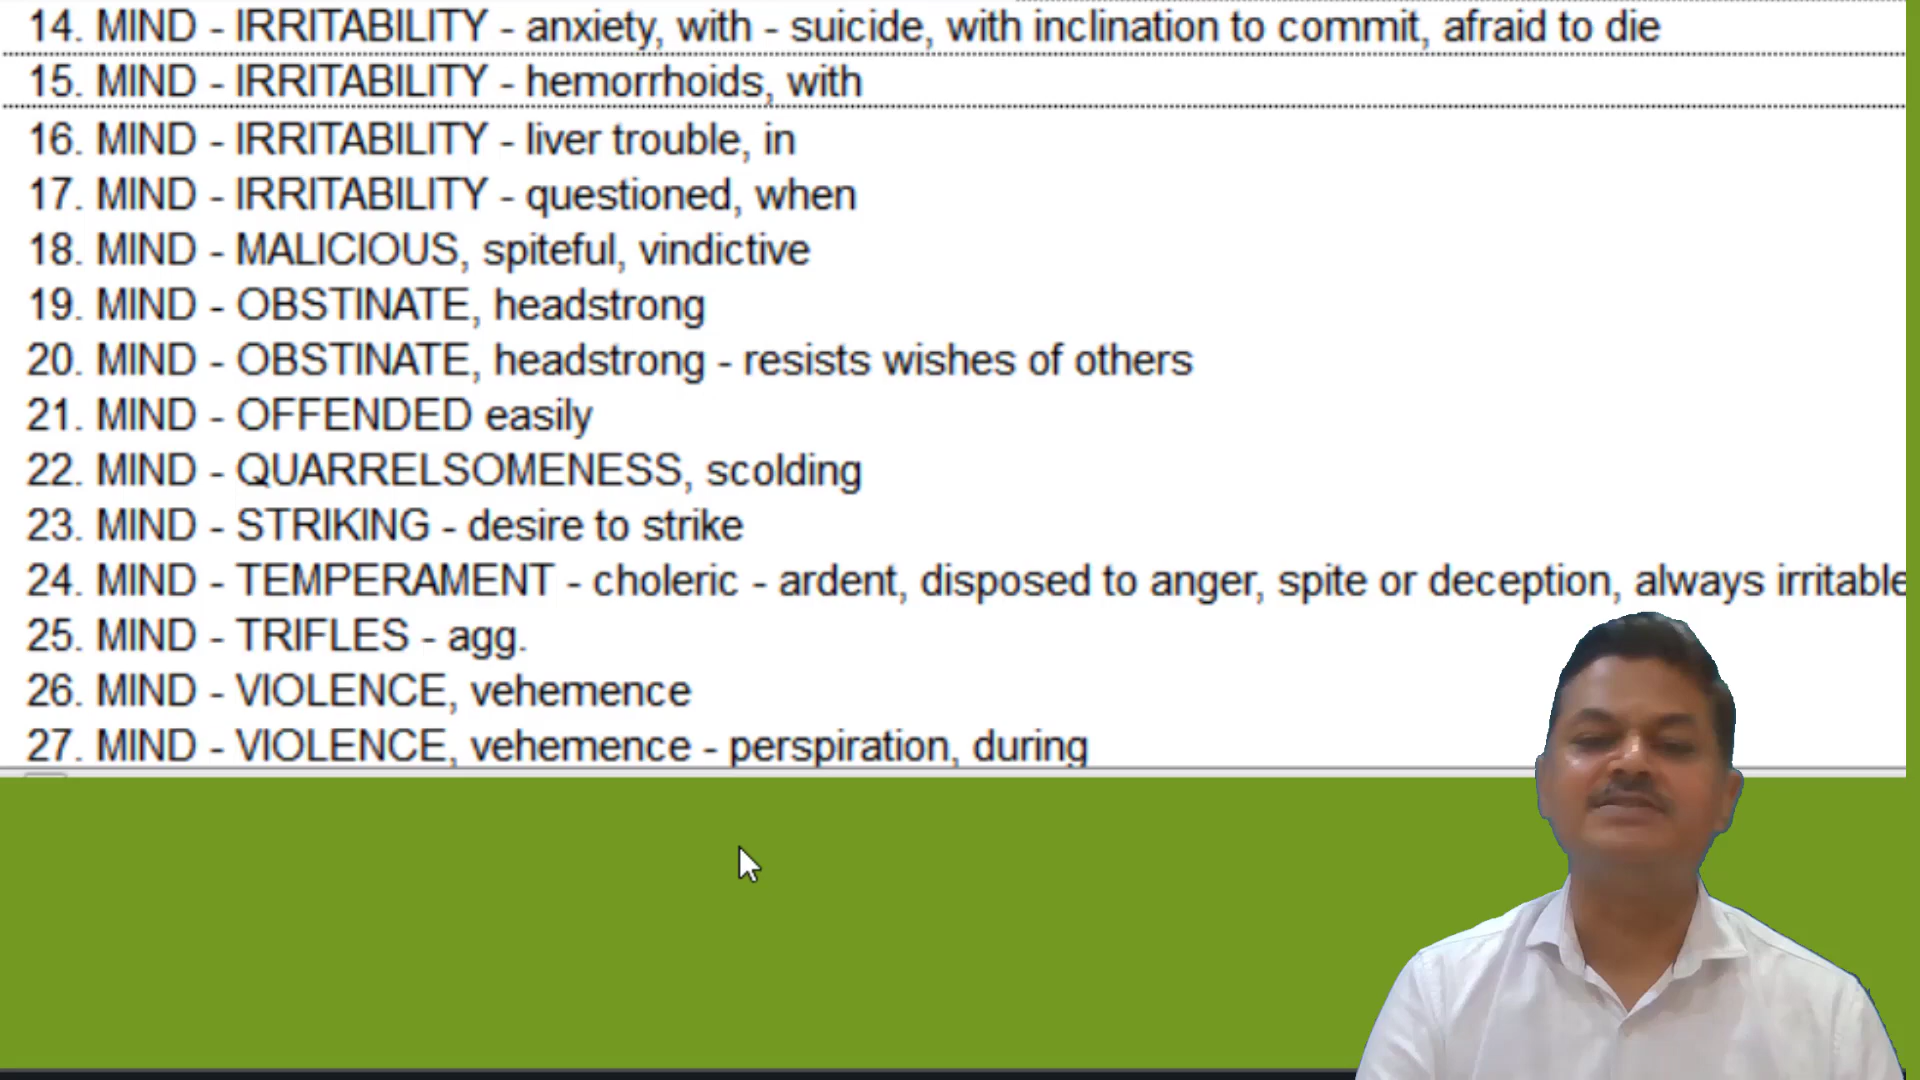 14. MIND - IRRITABILITY - anxiety, with - suicide, with inclination to commit, afraid to die
15. MIND - IRRITABILITY - hemorrhoids, with
16. MIND - IRRITABILITY - liver trouble, in
17. MIND - IRRITABILITY - questioned, when
18. MIND - MALICIOUS, spiteful, vindictive
19. MIND - OBSTINATE, headstrong
20. MIND - OBSTINATE, headstrong - resists wishes of others
21. MIND - OFFENDED easily
22. MIND - QUARRELSOMENESS, scolding
23. MIND - STRIKING - desire to strike
24. MIND - TEMPERAMENT - choleric - ardent, disposed to anger, spite or deception, always irritable
25. MIND - TRIFLES - agg.
26. MIND - VIOLENCE, vehemence
27. MIND - VIOLENCE, vehemence - perspiration, during